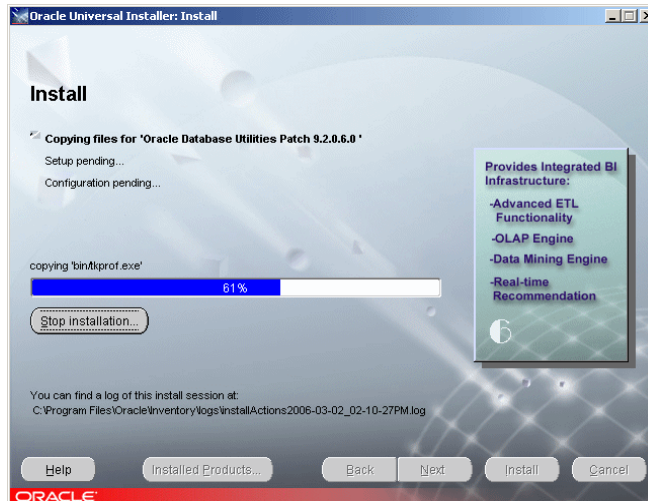 Oracle Universal Installer: Install
Install
Copying files for 'Oracle Database Utilities Patch 9.2.0.6.0 '
Setup pending...
Configuration pending...
Provides Integrated BI
Infrastructure:
-Advanced ETL
Functionality
-OLAP Engine
-Data Mining Engine
-Real-time
Recommendation
6
copying 'bin/tkprof.exe'
61%
Stop installation...
You can find a log of this install session at:
C:\Program Files\Oracle\Inventory\logs\installActions2006-03-02_02-10-27PM.log
Help
Installed Products...
Back
Next
Install
Cancel
ORACLE